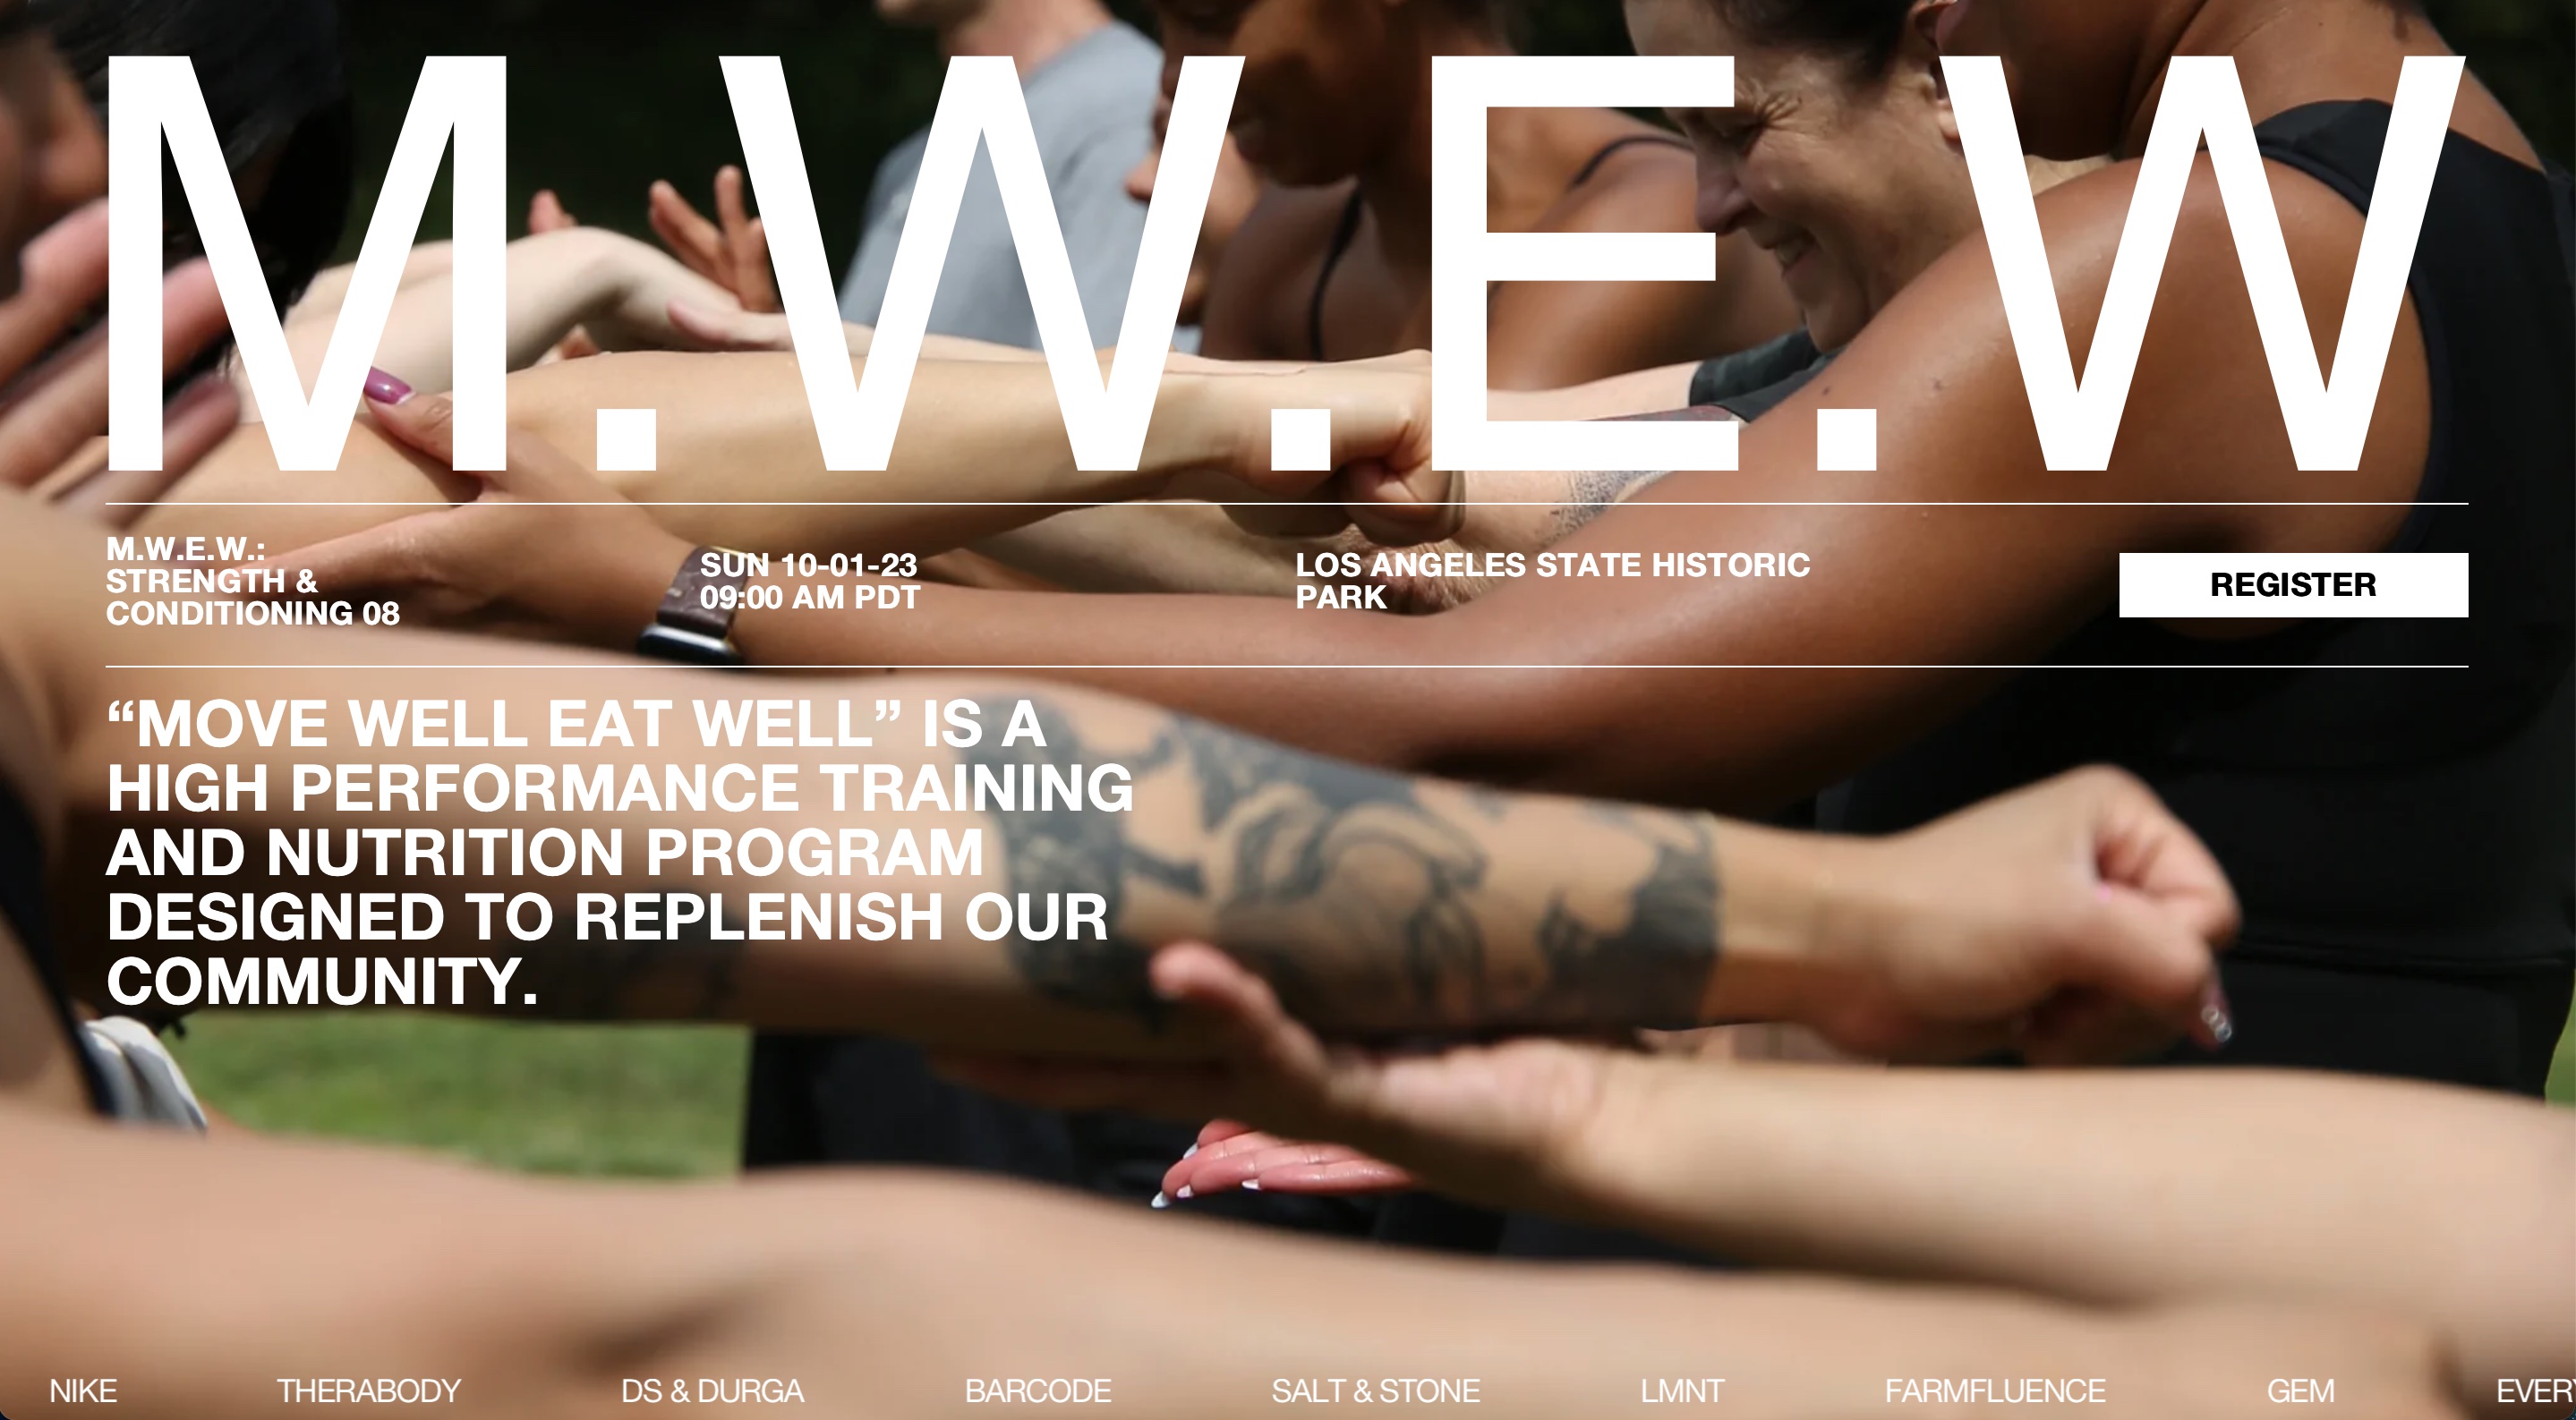 M.W.E.W
M.W.E.W.:
STRENGTH &
CONDITIONING 08
SUN 10-01-23
09:00 AM PDT
LOS ANGELES STATE HISTORIC
PARK
REGISTER
“MOVE WELL EAT WELL” IS A
HIGH PERFORMANCE TRAINING
AND NUTRITION PROGRAM
DESIGNED TO REPLENISH OUR
COMMUNITY.
NIKE THERABODY DS & DURGA BARCODE SALT & STONE LMNT FARMFLUENCE GEM